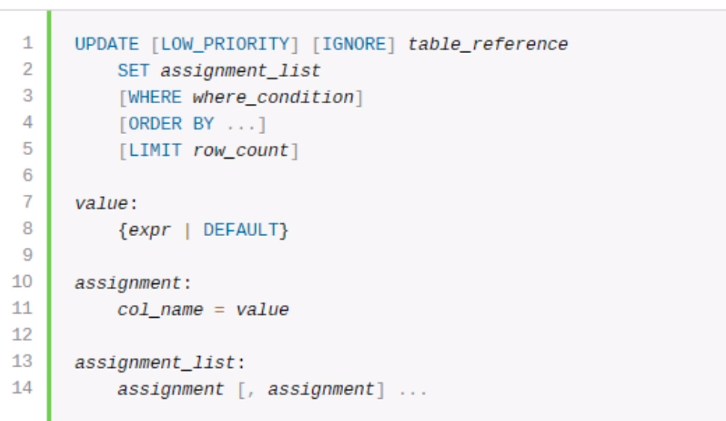 1 UPDATE [LOW_PRIORITY] [IGNORE] table_reference
2 SET assignment_list
3 [WHERE where_condition]
4 [ORDER BY ...]
5 [LIMIT row_count]
6
7 value:
8 {expr | DEFAULT}
9
10 assignment:
11 col_name = value
12
13 assignment_list:
14 assignment [, assignment] ...